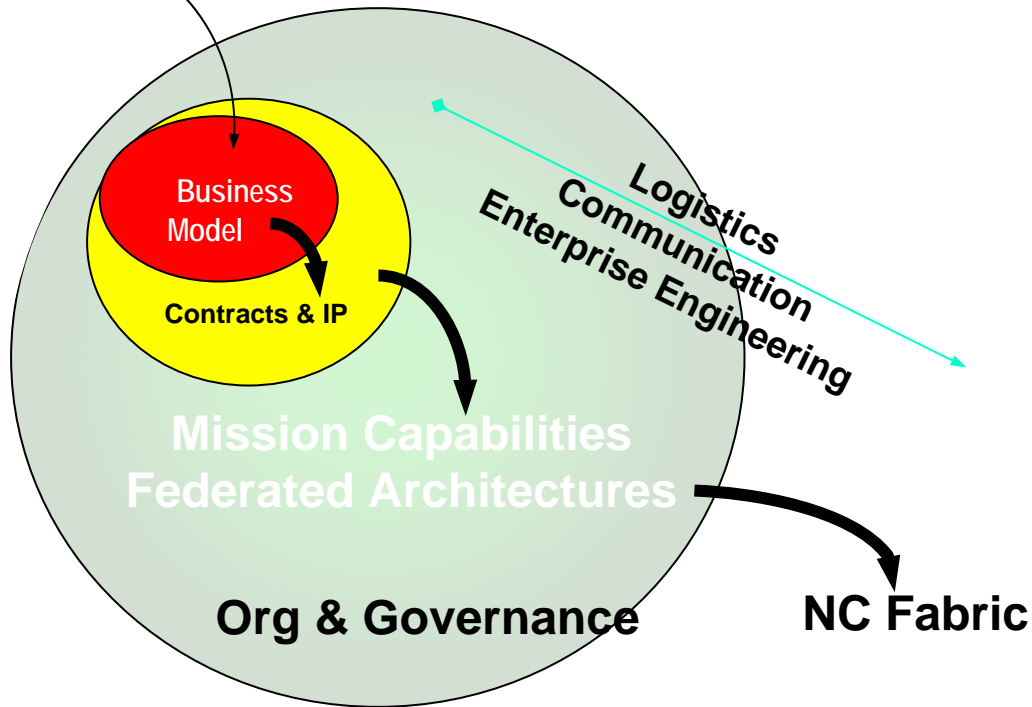 Business
Model
Contracts & IP
Logistics
Communication
Enterprise Engineering
Mission Capabilities
Federated Architectures
Org & Governance
NC Fabric